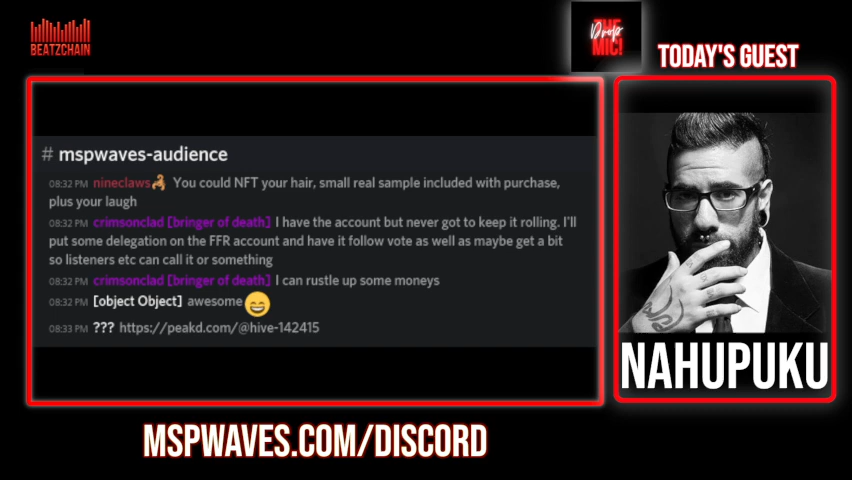 BEATZCHAIN
THE
Drop
MIC!
TODAY'S GUEST
# mspwaves-audience
08:32 PM nineclaws🦂 You could NFT your hair, small real sample included with purchase,
plus your laugh
08:32 PM crimsonclad [bringer of death] I have the account but never got to keep it rolling. I'll
put some delegation on the FFR account and have it follow vote as well as maybe get a bit
so listeners etc can call it or something
08:32 PM crimsonclad [bringer of death] I can rustle up some moneys
08:32 PM [object Object] awesome 😄
08:33 PM ??? https://peakd.com/@hive-142415
NAHUPUKU
MSPWAVES.COM/DISCORD